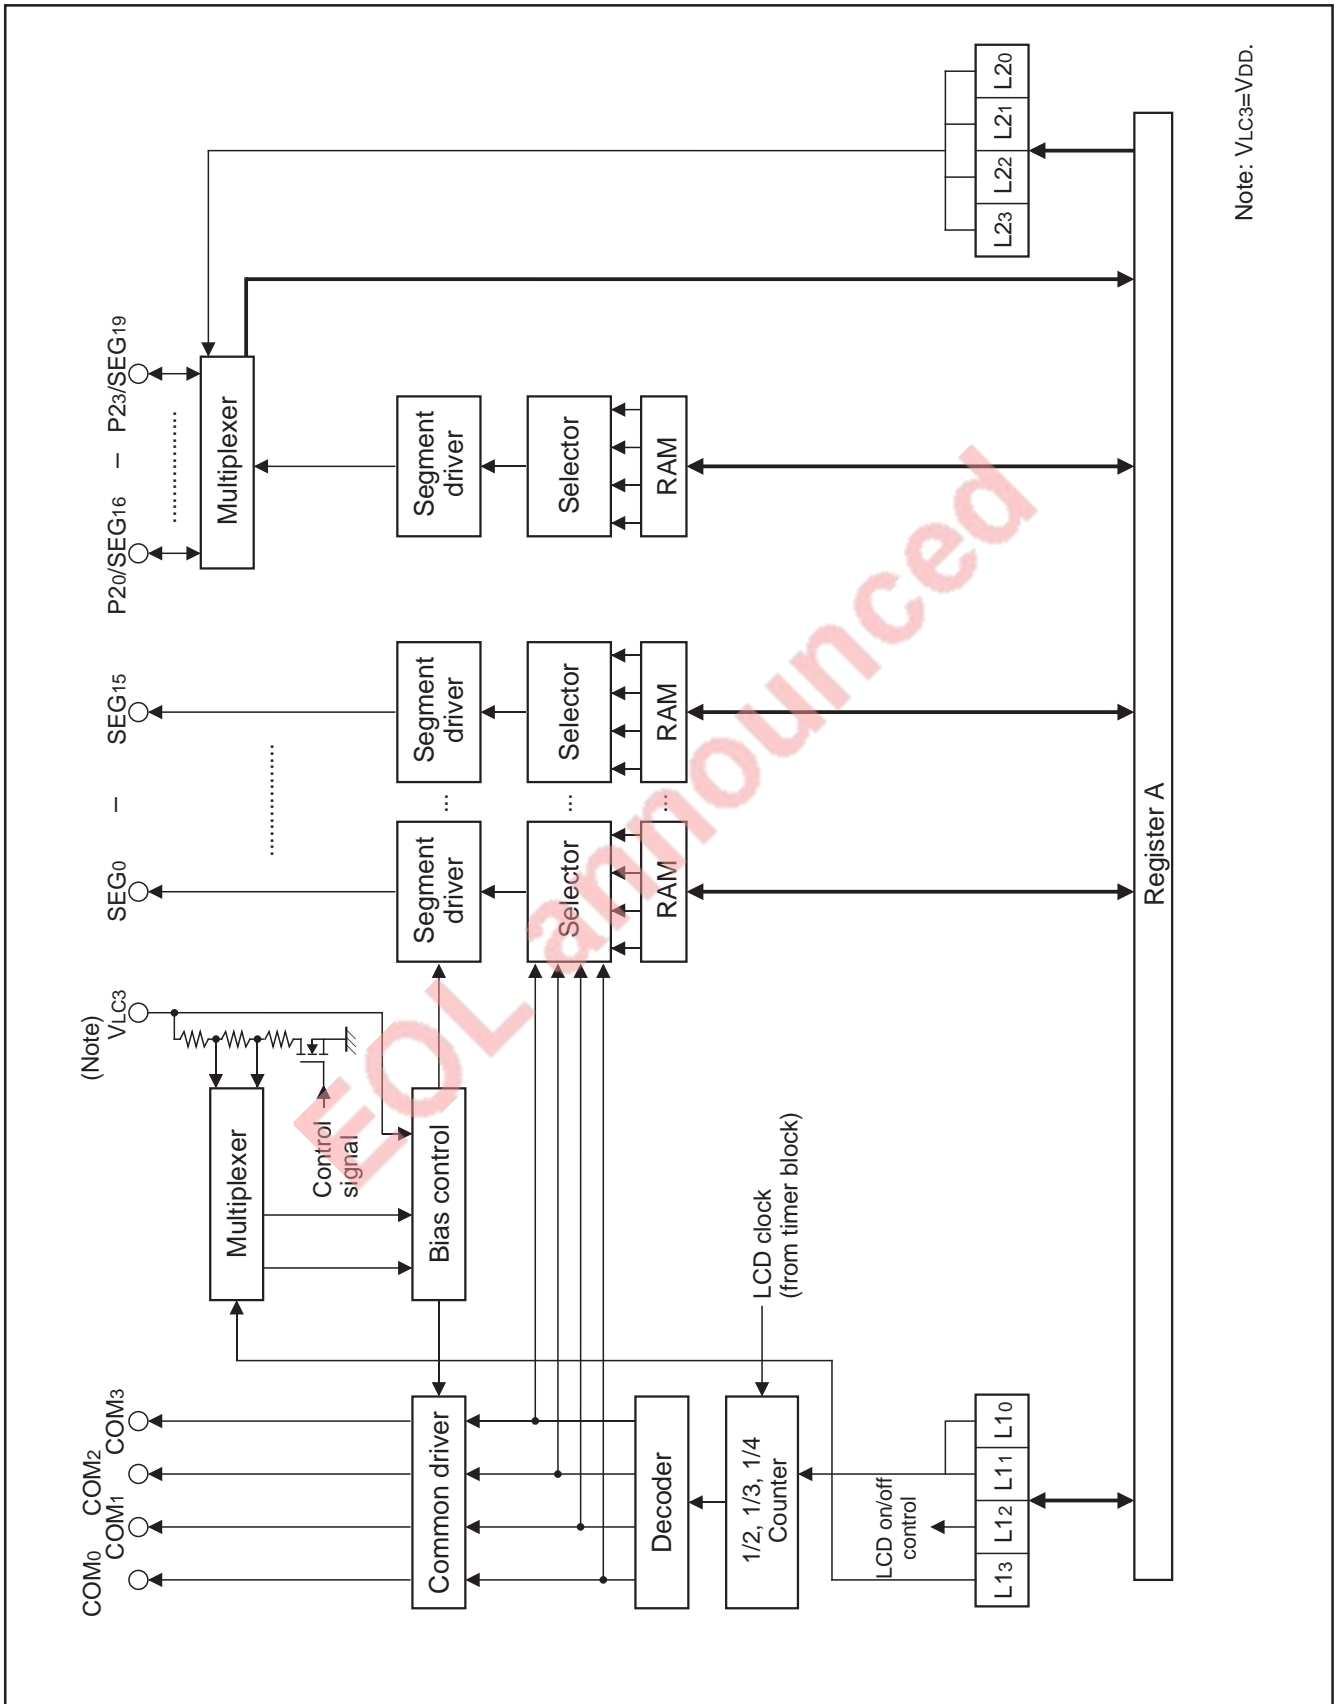 COM0
COM1
COM2
COM3
(Note)
VLC3
SEG0
–
SEG15
P20/SEG16
–
P23/SEG19
Multiplexer
Multiplexer
Control
signal
Common driver
Bias control
Segment
driver
...
Segment
driver
Segment
driver
Selector
...
Selector
Selector
Decoder
RAM
...
RAM
RAM
1/2, 1/3, 1/4
Counter
LCD clock
(from timer block)
LCD on/off
control
L13
L12
L11
L10
L23
L22
L21
L20
Register A
Note: VLC3=VDD.
EOL announced